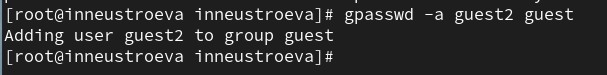 [root@inneustroeva inneustroeva]# gpasswd -a guest2 guest
Adding user guest2 to group guest
[root@inneustroeva inneustroeva]#